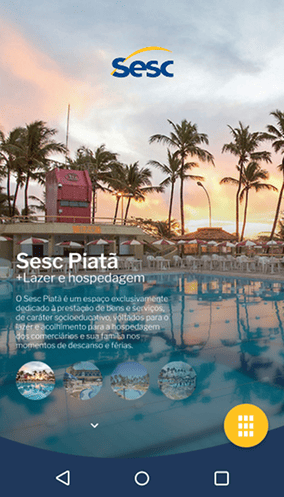 Sesc
Sesc Piatã
+Lazer e hospedagem
O Sesc Piatã é um espaço exclusivamente
dedicado à prestação de bens e serviços,
de caráter socioeducativo, voltados para o
lazer e acolhimento para a hospedagem
dos comerciários e sua família nos
momentos de descanso e férias.